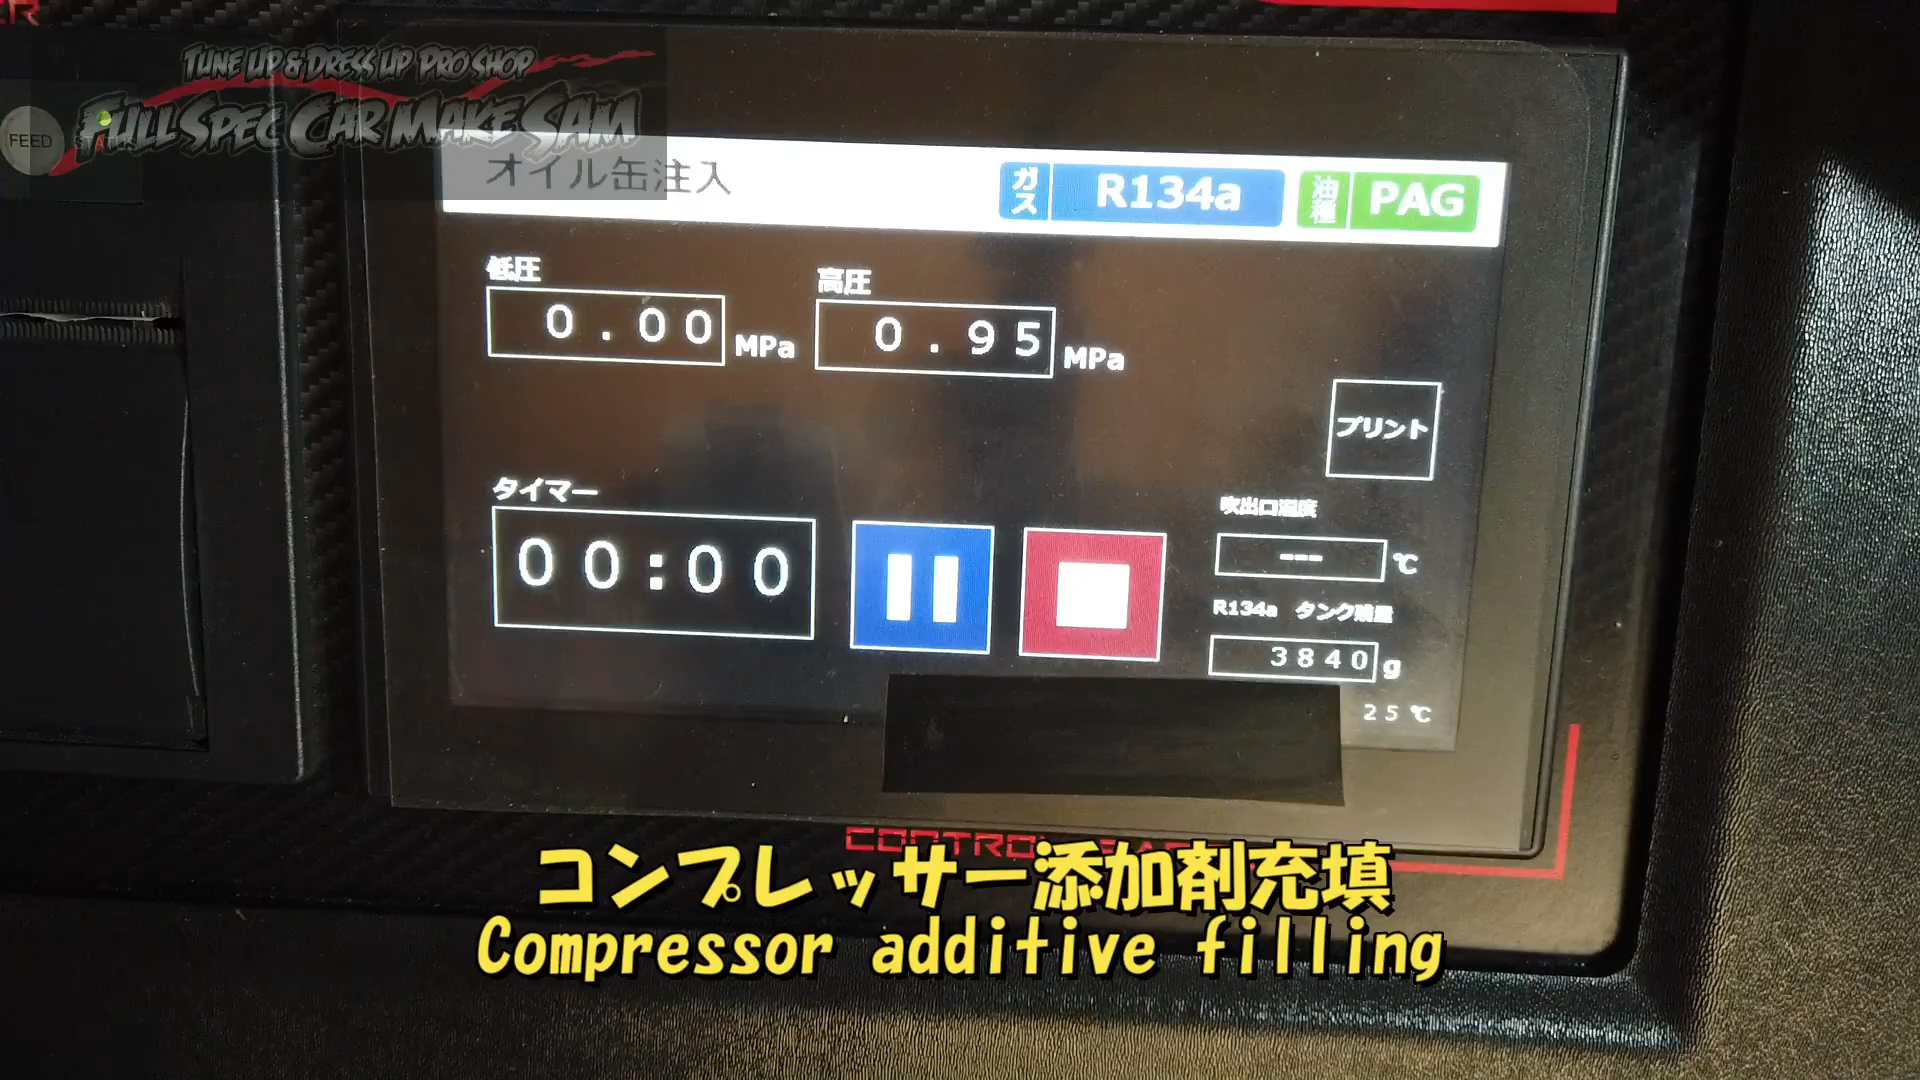 TUNE UP & DRESS UP PRO SHOP
FULL SPEC CAR MAKE SAM
FEED
オイル缶注入
ガス R134a 油種 PAG
低圧 高圧
0.00 MPa 0.95 MPa
プリント
タイマー
吹出口温度
00:00
--- ℃
R134a タンク残量
3840 g
25 ℃
コンプレッサー添加剤充填
Compressor additive filling